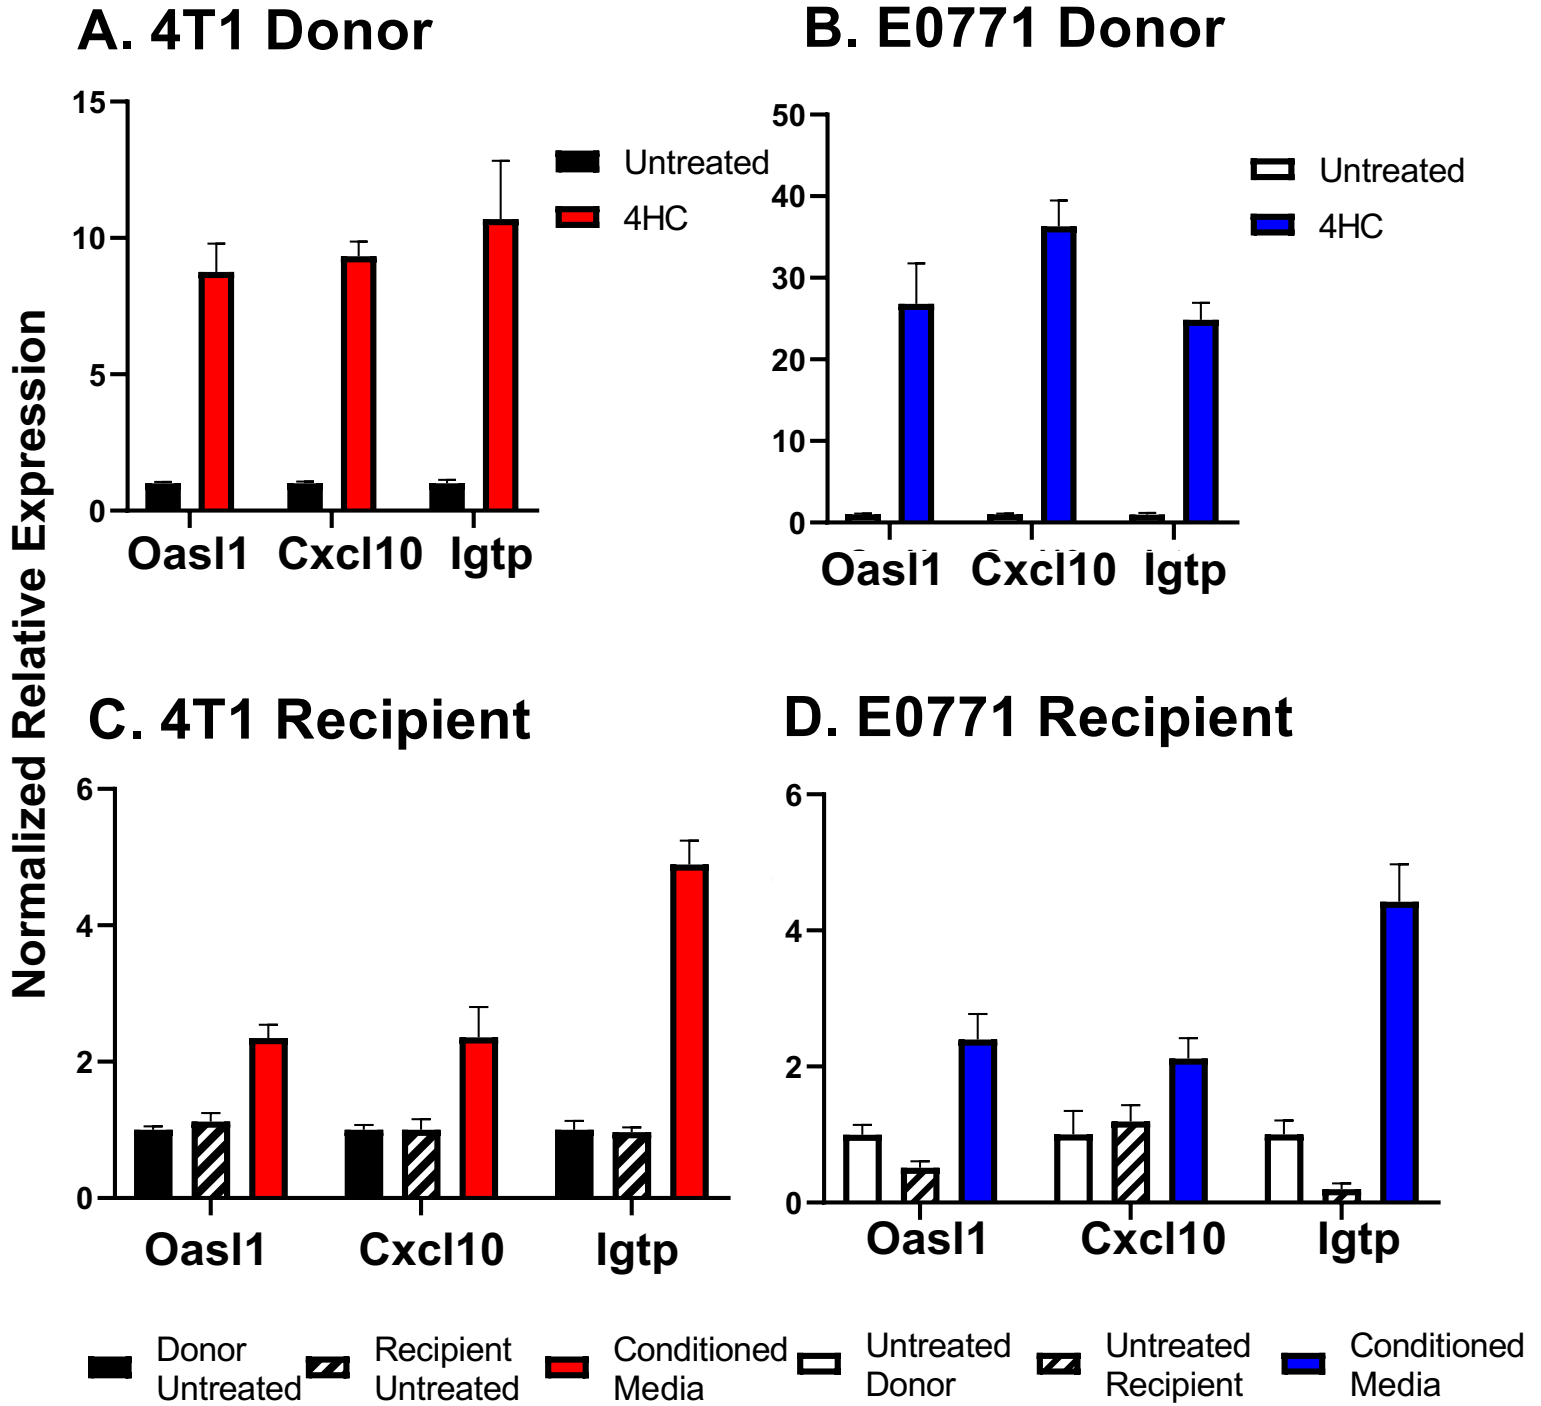 A. 4T1 Donor
15
10
5
0
Oasl1 Cxcl10 Igtp
Untreated
4HC
B. E0771 Donor
50
40
30
20
10
0
Oasl1 Cxcl10 Igtp
Untreated
4HC
Normalized Relative Expression
C. 4T1 Recipient
6
4
2
0
Oasl1 Cxcl10 Igtp
Donor
Untreated
Recipient
Untreated
Conditioned
Media
D. E0771 Recipient
6
4
2
0
Oasl1 Cxcl10 Igtp
Untreated
Donor
Untreated
Recipient
Conditioned
Media